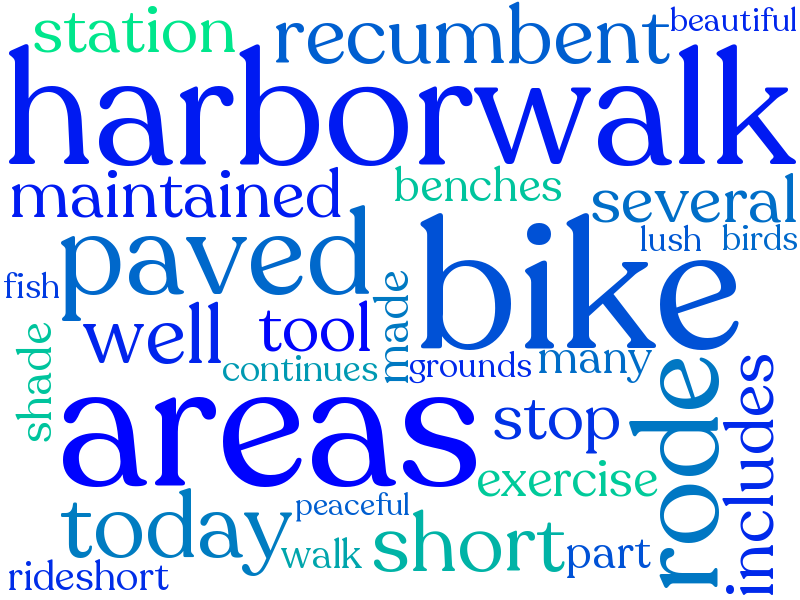 station
recumbent
beautiful
harborwalk
maintained
benches
several
lush
birds
paved
bike
fish
well
tool
made
shade
continues
grounds
many
areas
rode
includes
stop
exercise
today
peaceful
short
walk
part
rideshort